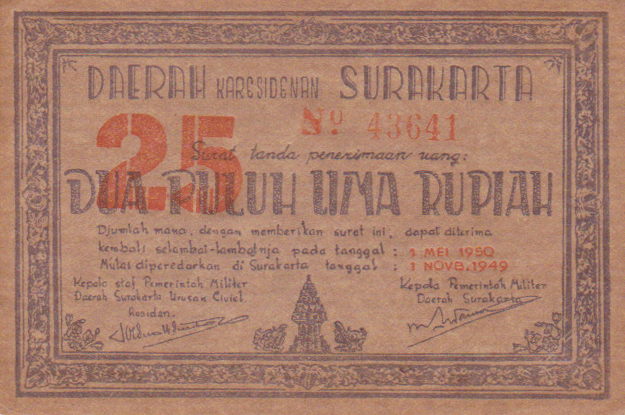 DAERAH KARESIDENAN SURAKARTA
25
No 43641
Surat tanda penerimaan uang:
DUA PULUH LIMA RUPIAH
Djumlah mana, dengan memberikan surat ini, dapat diterima
kembali selambat-lambatnja pada tanggal : 1 MEI 1950
Mulai diperedarkan di Surakarta tanggal : 1 NOVB. 1949
Kepala staf Pemerintah Militer
Daerah Surakarta Urusan Civiel
Residen.
Kepala Pemerintah Militer
Daerah Surakarta